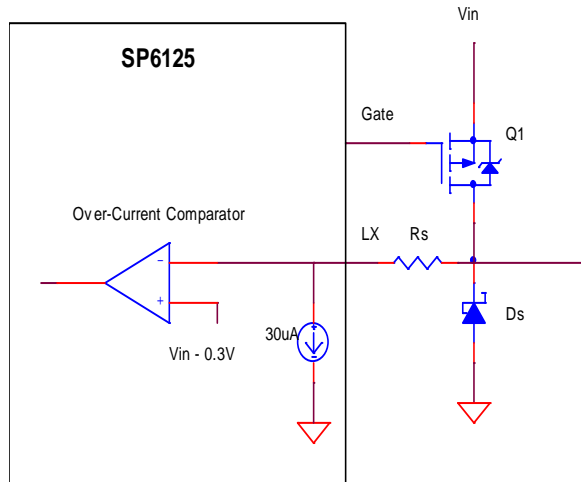 Vin
SP6125
Gate
Q1
Over-Current Comparator
LX
Rs
-
+
30uA
Ds
Vin - 0.3V